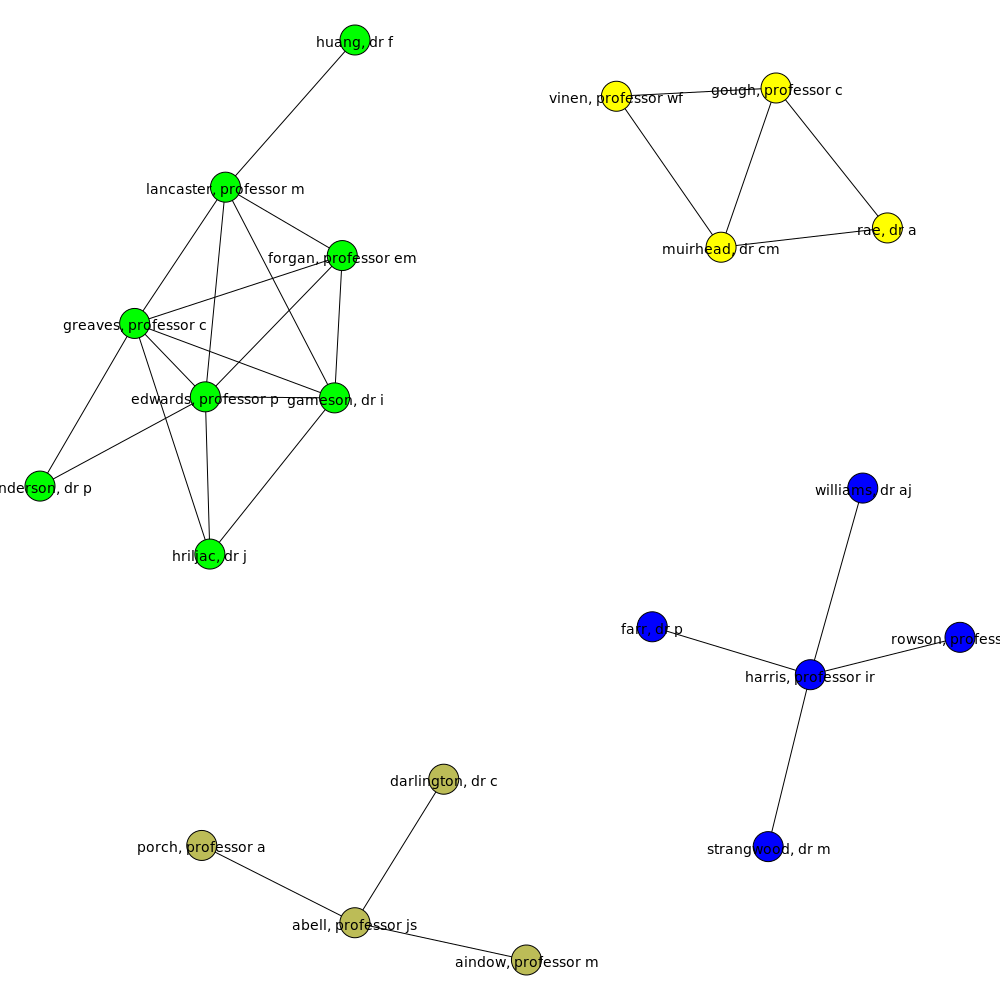 huang, dr f
vinen, professor wf
gough, professor c
lancaster, professor m
rae, dr a
muirhead, dr cm
forgan, professor em
greaves, professor c
edwards, professor p
gameson, dr i
nderson, dr p
williams, dr aj
hriljac, dr j
farr, dr p
rowson, profess
harris, professor ir
darlington, dr c
porch, professor a
strangwood, dr m
abell, professor js
aindow, professor m